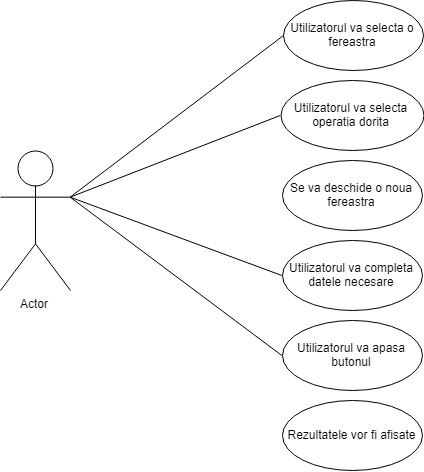 Utilizatorul va selecta o
fereastra
Utilizatorul va selecta
operatia dorita
Se va deschide o noua
fereastra
Utilizatorul va completa
datele necesare
Actor
Utilizatorul va apasa
butonul
Rezultatele vor fi afisate